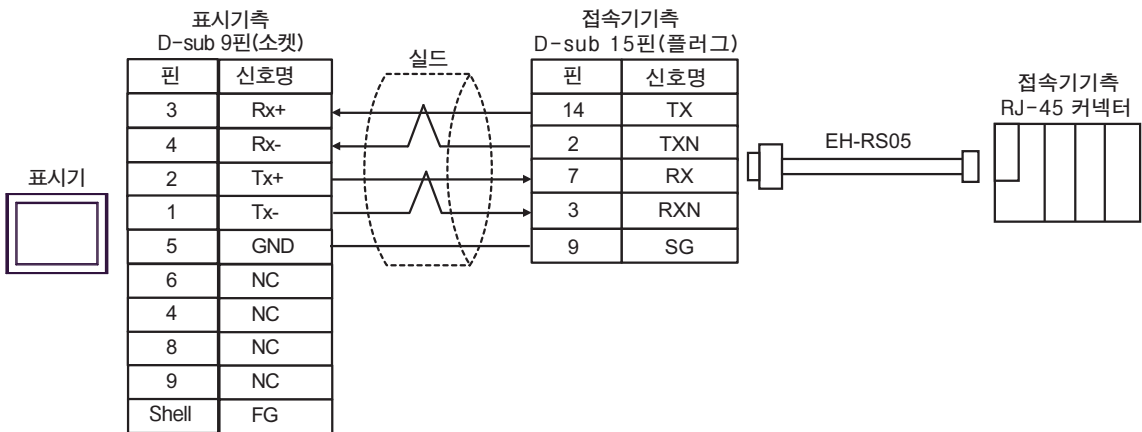 표시기측
D-sub 9핀(소켓)
핀 신호명
3 Rx+
4 Rx-
2 Tx+
1 Tx-
5 GND
6 NC
4 NC
8 NC
9 NC
Shell FG
표시기
실드
접속기기측
D-sub 15핀(플러그)
핀 신호명
14 TX
2 TXN
7 RX
3 RXN
9 SG
EH-RS05
접속기기측
RJ-45 커넥터